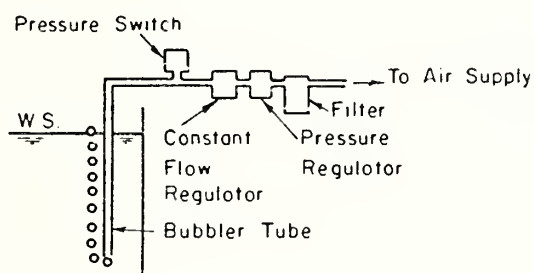 Pressure Switch
To Air Supply
W S.
Filter
Constant
Flow
Regulotor
Pressure
Regulotor
Bubbler Tube